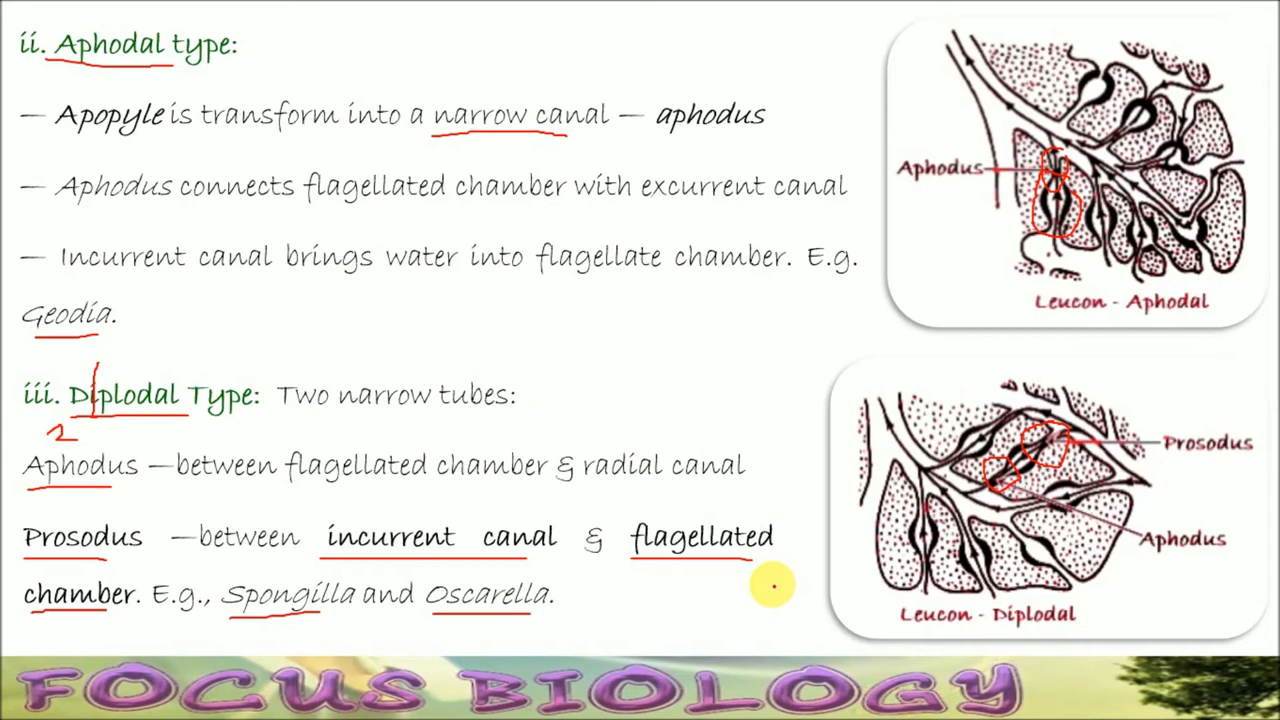 ii. Aphodal type:
— Apopyle is transform into a narrow canal — aphodus
— Aphodus connects flagellated chamber with excurrent canal
— Incurrent canal brings water into flagellate chamber. E.g.
Geodia.
Aphodus
Leucon - Aphodal
iii. Diplodal Type: Two narrow tubes:
2
Aphodus —between flagellated chamber & radial canal
Prosodus —between incurrent canal & flagellated
chamber. E.g., Spongilla and Oscarella.
Prosodus
Aphodus
Leucon - Diplodal
FOCUS BIOLOGY